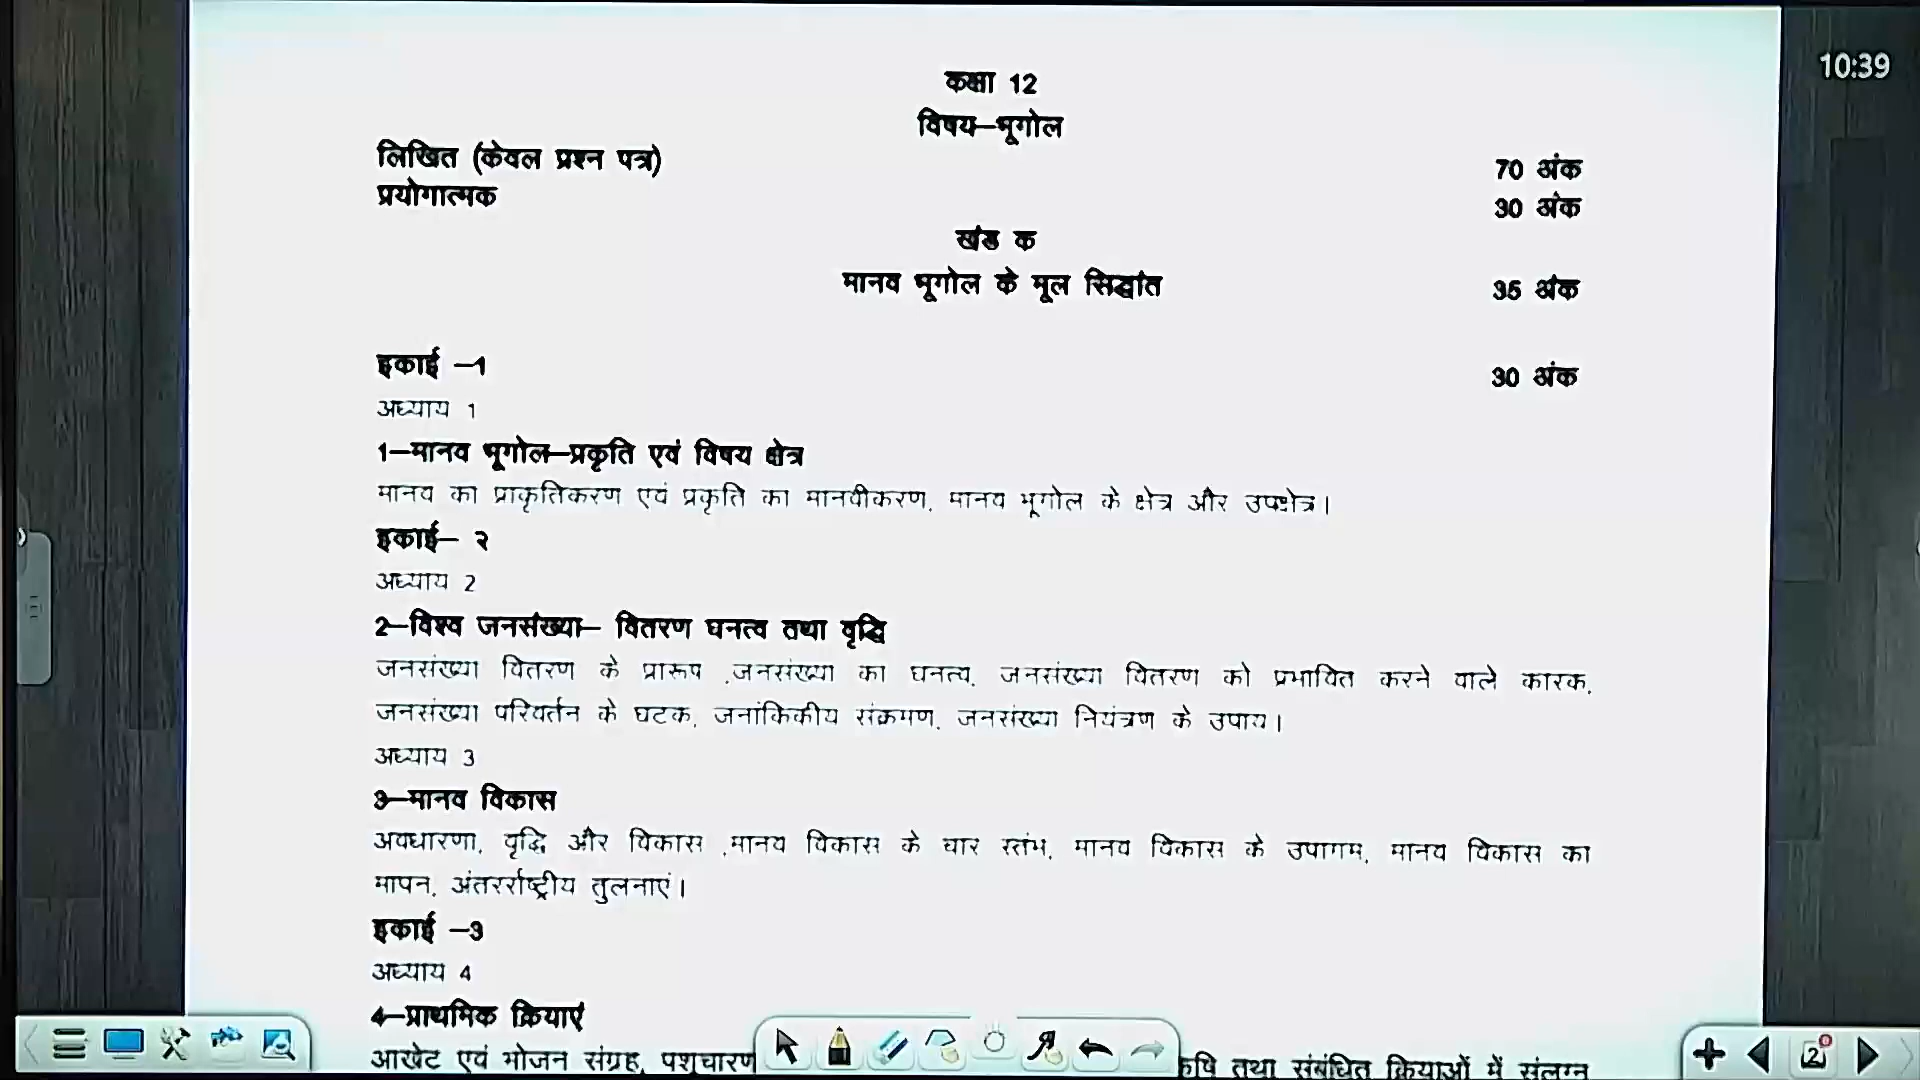 10:39
कक्षा 12
विषय—भूगोल
लिखित (केवल प्रश्न पत्र) 70 अंक
प्रयोगात्मक 30 अंक
खंड क
मानव भूगोल के मूल सिद्धांत 35 अंक
इकाई —1 30 अंक
अध्याय 1
1—मानव भूगोल—प्रकृति एवं विषय क्षेत्र
मानव का प्राकृतिकरण एवं प्रकृति का मानवीकरण, मानव भूगोल के क्षेत्र और उपक्षेत्र।
इकाई— २
अध्याय 2
2—विश्व जनसंख्या— वितरण घनत्व तथा वृद्धि
जनसंख्या वितरण के प्रारूप ,जनसंख्या का घनत्व, जनसंख्या वितरण को प्रभावित करने वाले कारक,
जनसंख्या परिवर्तन के घटक, जनांकिकीय संक्रमण, जनसंख्या नियंत्रण के उपाय।
अध्याय 3
3—मानव विकास
अवधारणा, वृद्धि और विकास ,मानव विकास के चार स्तंभ, मानव विकास के उपागम, मानव विकास का
मापन, अंतरर्राष्ट्रीय तुलनाएं।
इकाई —3
अध्याय 4
4—प्राथमिक क्रियाएं
आखेट एवं भोजन संग्रह, पशुचारण कृषि तथा संबंधित क्रियाओं में संलग्न
2